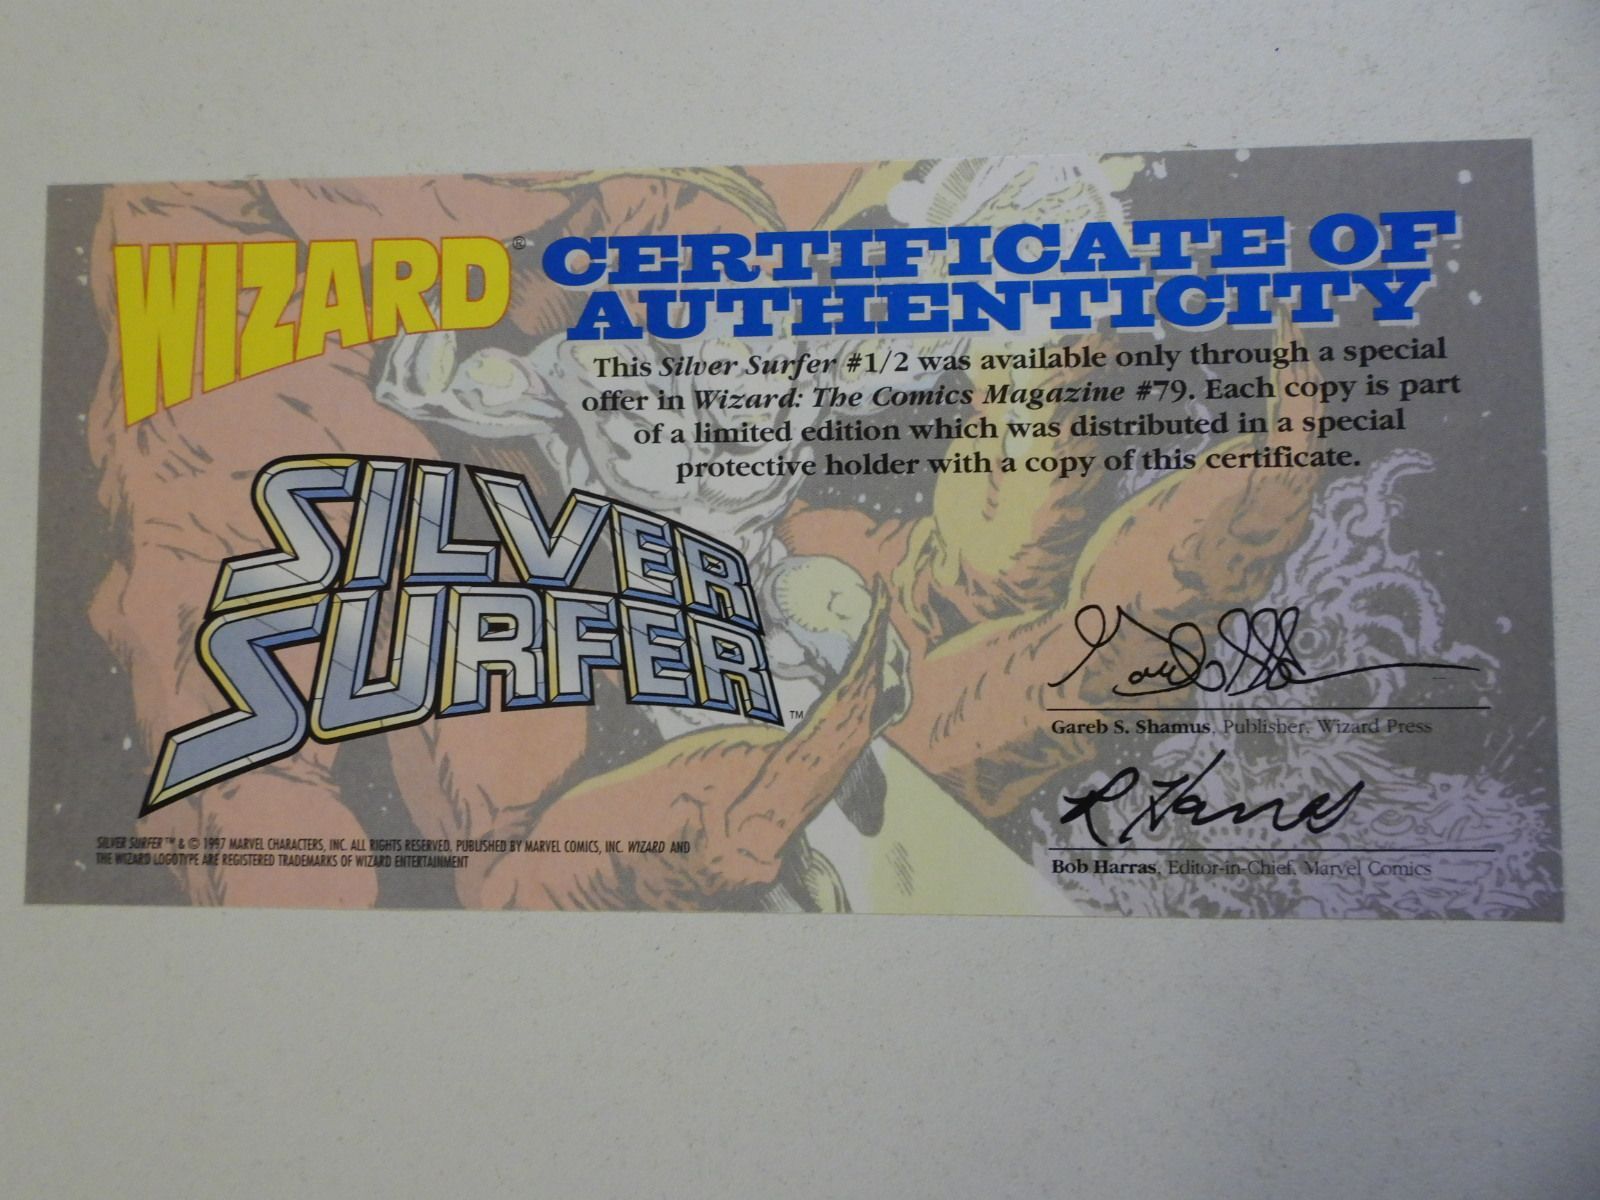 WIZARD®
CERTIFICATE OF
AUTHENTICITY
This Silver Surfer #1/2 was available only through a special
offer in Wizard: The Comics Magazine #79. Each copy is part
of a limited edition which was distributed in a special
protective holder with a copy of this certificate.
SILVER
SURFER™
Gareb S. Shamus, Publisher, Wizard Press
R Harras
Bob Harras, Editor-in-Chief, Marvel Comics
SILVER SURFER™ & © 1997 MARVEL CHARACTERS, INC. ALL RIGHTS RESERVED. PUBLISHED BY MARVEL COMICS, INC. WIZARD AND
THE WIZARD LOGOTYPE ARE REGISTERED TRADEMARKS OF WIZARD ENTERTAINMENT